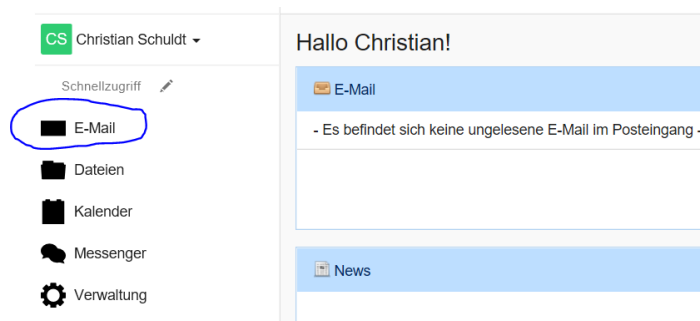 CS Christian Schuldt
Schnellzugriff
E-Mail
Dateien
Kalender
Messenger
Verwaltung
Hallo Christian!
E-Mail
- Es befindet sich keine ungelesene E-Mail im Posteingang -
News